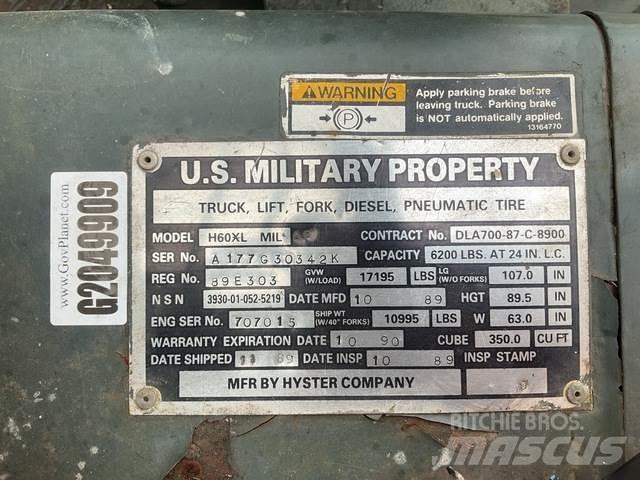 WARNING
P
Apply parking brake before
leaving truck. Parking brake
is NOT automatically applied.
13164770
U.S. MILITARY PROPERTY
TRUCK, LIFT, FORK, DIESEL, PNEUMATIC TIRE
MODEL H60XL MIL CONTRACT No. DLA700-87-C-8900
SER No. A177G30342K CAPACITY 6200 LBS. AT 24 IN. L.C.
REG No. 89E303 GVW (W/LOAD) 17195 LBS LG (W/O FORKS) 107.0 IN
NSN 3930-01-052-5219 DATE MFD 10 89 HGT 89.5 IN
ENG SER No. 707015 SHIP WT (W/40" FORKS) 10995 LBS W 63.0 IN
WARRANTY EXPIRATION DATE 10 90 CUBE 350.0 CU FT
DATE SHIPPED 11 89 DATE INSP 10 89 INSP STAMP
MFR BY HYSTER COMPANY
www.GovPlanet.com
G2049909
RITCHIE BROS
MASCUS